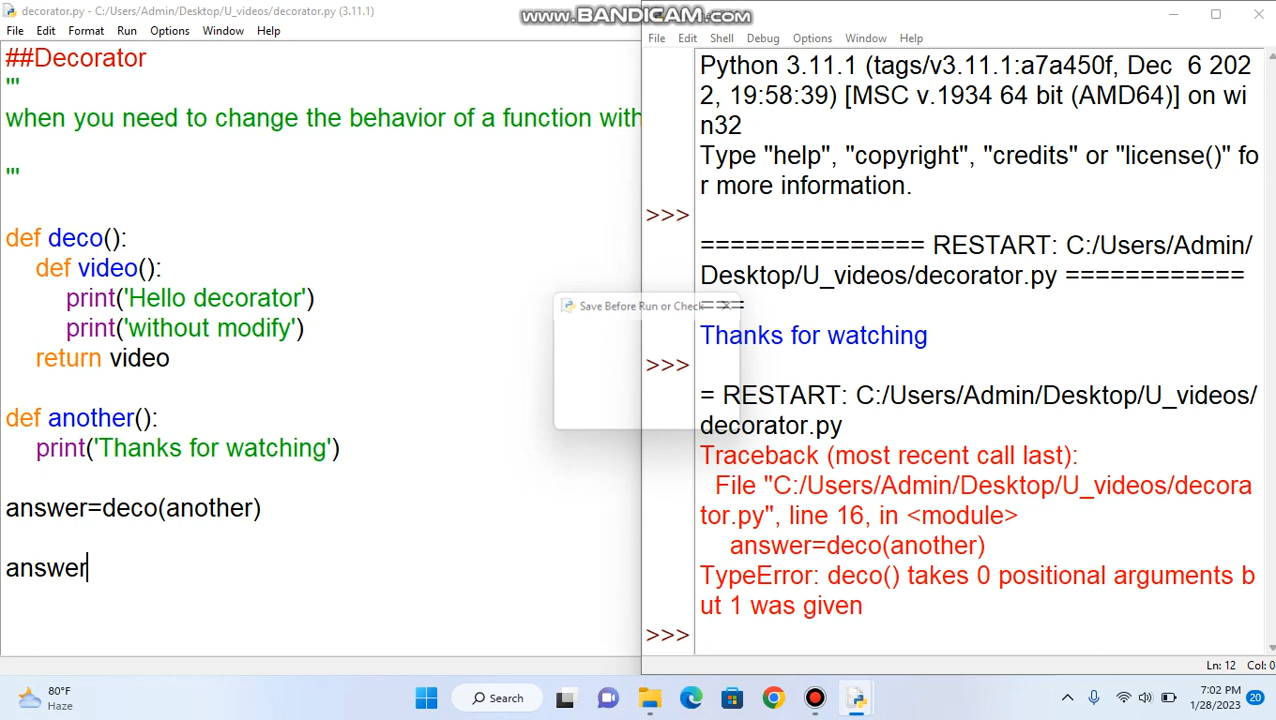 decorator.py - C:/Users/Admin/Desktop/U_videos/decorator.py (3.11.1)
www.BANDICAM.com
File Edit Format Run Options Window Help
##Decorator
'''
when you need to change the behavior of a function with
'''
def deco():
def video():
print('Hello decorator')
print('without modify')
return video
def another():
print('Thanks for watching')
answer=deco(another)
answer
Save Before Run or Check
File Edit Shell Debug Options Window Help
Python 3.11.1 (tags/v3.11.1:a7a450f, Dec  6 202
2, 19:58:39) [MSC v.1934 64 bit (AMD64)] on wi
n32
Type "help", "copyright", "credits" or "license()" fo
r more information.
>>>
=============== RESTART: C:/Users/Admin/
Desktop/U_videos/decorator.py ============
===
Thanks for watching
>>>
= RESTART: C:/Users/Admin/Desktop/U_videos/
decorator.py
Traceback (most recent call last):
File "C:/Users/Admin/Desktop/U_videos/decora
tor.py", line 16, in <module>
answer=deco(another)
TypeError: deco() takes 0 positional arguments b
ut 1 was given
>>>
Ln: 12 Col: 0
80°F
Haze
Search
7:02 PM
1/28/2023
20